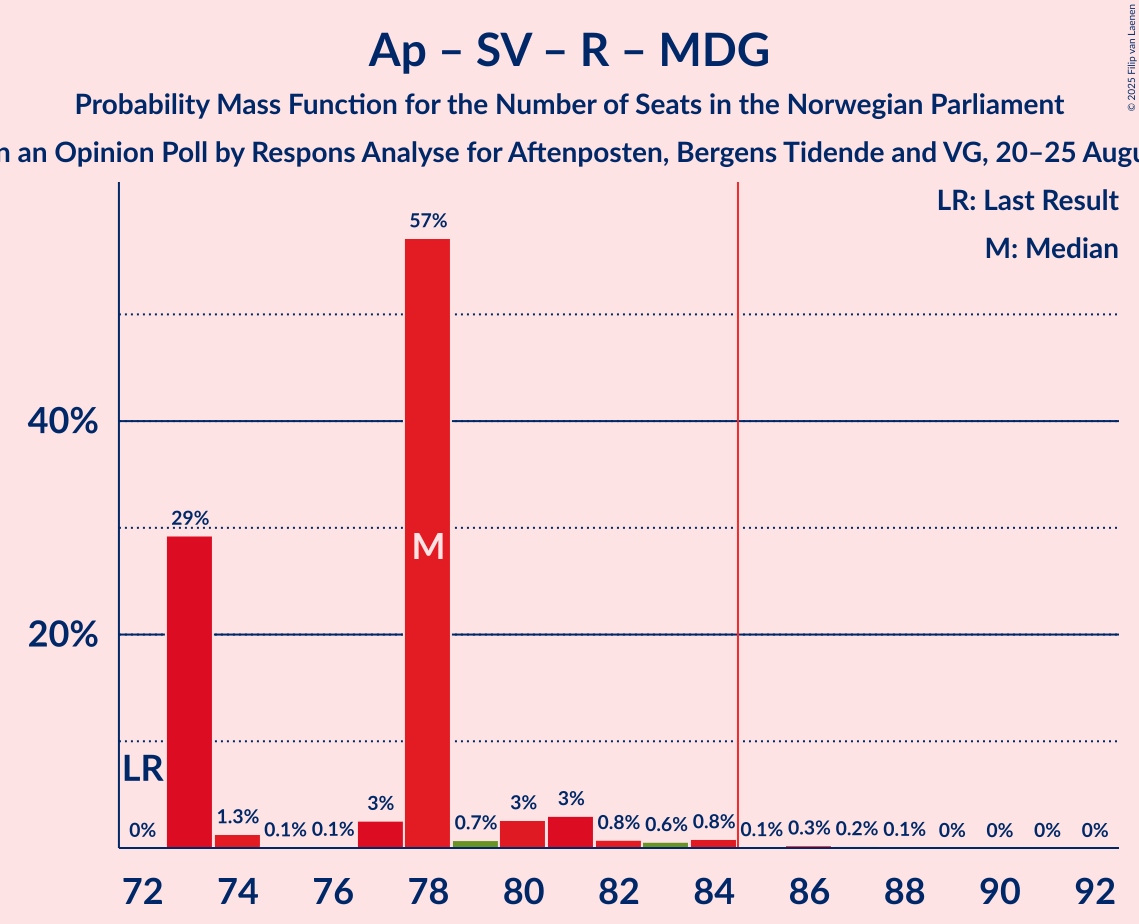 Ap – SV – R – MDG
Probability Mass Function for the Number of Seats in the Norwegian Parliament
an Opinion Poll by Respons Analyse for Aftenposten, Bergens Tidende and VG, 20–25
© 2025 Filip van Laenen
LR: Last Result
M: Median
57%
40%
29%
M
20%
LR
0% 1.3% 0.1% 0.1% 3% 0.7% 3% 3% 0.8% 0.6% 0.8% 0.1% 0.3% 0.2% 0.1% 0% 0% 0% 0%
72 74 76 78 80 82 84 86 88 90 92